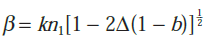 β = kn₁[1 − 2Δ(1 − b)]^{1/2}